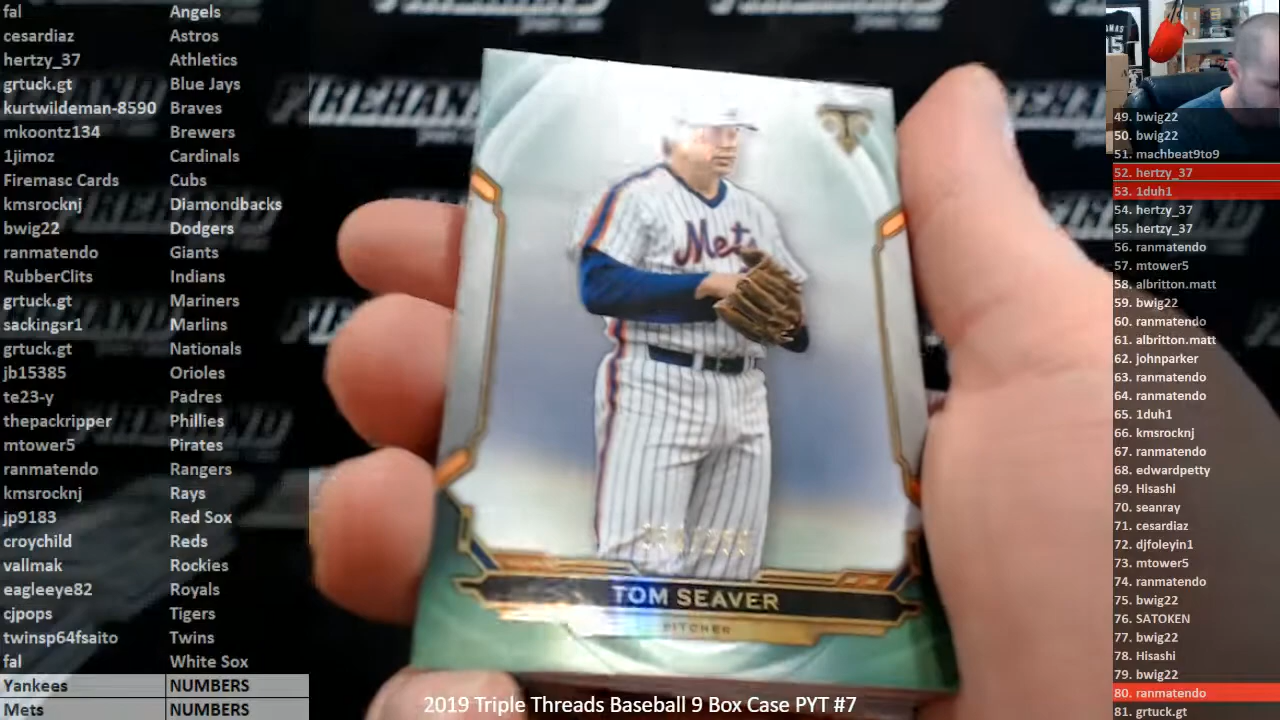 fal Angels
cesardiaz Astros
hertzy_37 Athletics
grtuck.gt Blue Jays
kurtwildeman-8590 Braves
mkoontz134 Brewers
1jimoz Cardinals
Firemasc Cards Cubs
kmsrocknj Diamondbacks
bwig22 Dodgers
ranmatendo Giants
RubberClits Indians
grtuck.gt Mariners
sackingsr1 Marlins
grtuck.gt Nationals
jb15385 Orioles
te23-y Padres
thepackripper Phillies
mtower5 Pirates
ranmatendo Rangers
kmsrocknj Rays
jp9183 Red Sox
croychild Reds
vallmak Rockies
eagleeye82 Royals
cjpops Tigers
twinsp64fsaito Twins
fal White Sox
Yankees NUMBERS
Mets NUMBERS
FIREHAND
Mets
TOM SEAVER
PITCHER
2019 Triple Threads Baseball 9 Box Case PYT #7
15
49. bwig22
50. bwig22
51. machbeat9to9
52. hertzy_37
53. 1duh1
54. hertzy_37
55. hertzy_37
56. ranmatendo
57. mtower5
58. albritton.matt
59. bwig22
60. ranmatendo
61. albritton.matt
62. johnparker
63. ranmatendo
64. ranmatendo
65. 1duh1
66. kmsrocknj
67. ranmatendo
68. edwardpetty
69. Hisashi
70. seanray
71. cesardiaz
72. djfoleyin1
73. mtower5
74. ranmatendo
75. bwig22
76. SATOKEN
77. bwig22
78. Hisashi
79. bwig22
80. ranmatendo
81. grtuck.gt